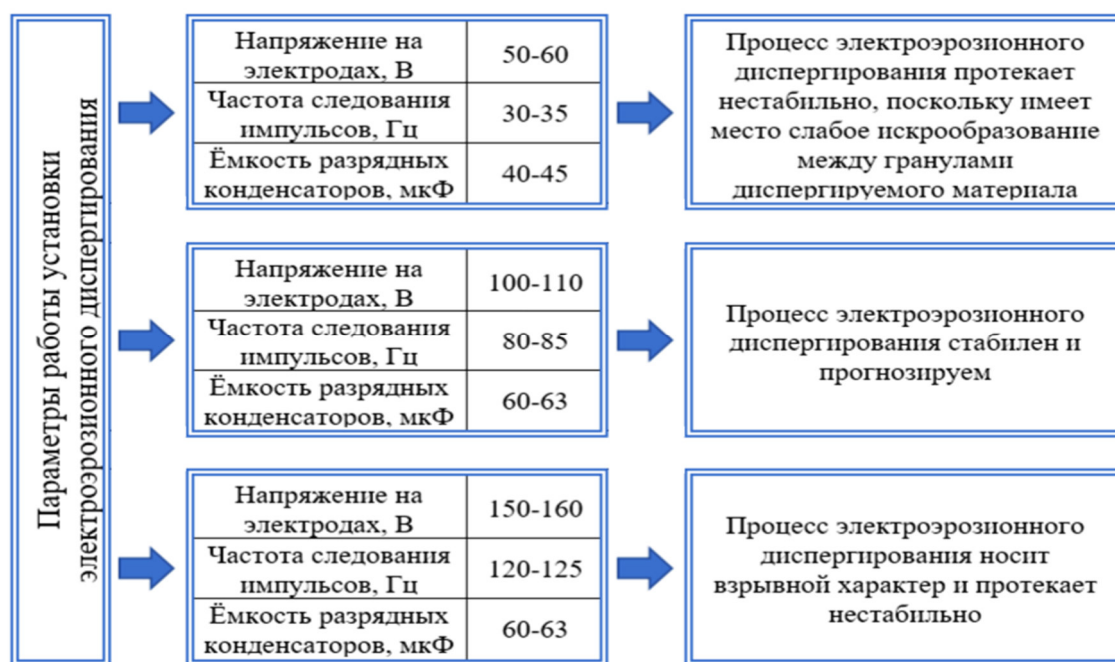 Параметры работы установки
электроэрозионного диспергирования
Напряжение на
электродах, В
50-60
Частота следования
импульсов, Гц
30-35
Ёмкость разрядных
конденсаторов, мкФ
40-45
Процесс электроэрозионного
диспергирования протекает
нестабильно, поскольку имеет
место слабое искрообразование
между гранулами
диспергируемого материала
Напряжение на
электродах, В
100-110
Частота следования
импульсов, Гц
80-85
Ёмкость разрядных
конденсаторов, мкФ
60-63
Процесс электроэрозионного
диспергирования стабилен и
прогнозируем
Напряжение на
электродах, В
150-160
Частота следования
импульсов, Гц
120-125
Ёмкость разрядных
конденсаторов, мкФ
60-63
Процесс электроэрозионного
диспергирования носит
взрывной характер и протекает
нестабильно